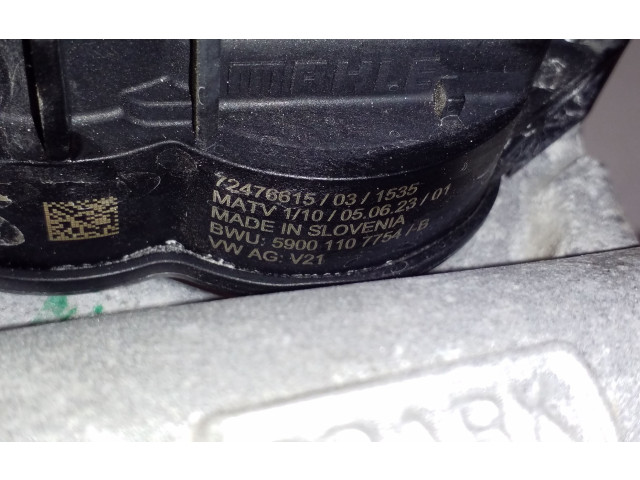 MAHLE
72476615/03/1535
MATV 1/10/05.06.23/01
MADE IN SLOVENIA
BWU: 5900 110 7754/-B
VW AG: V21